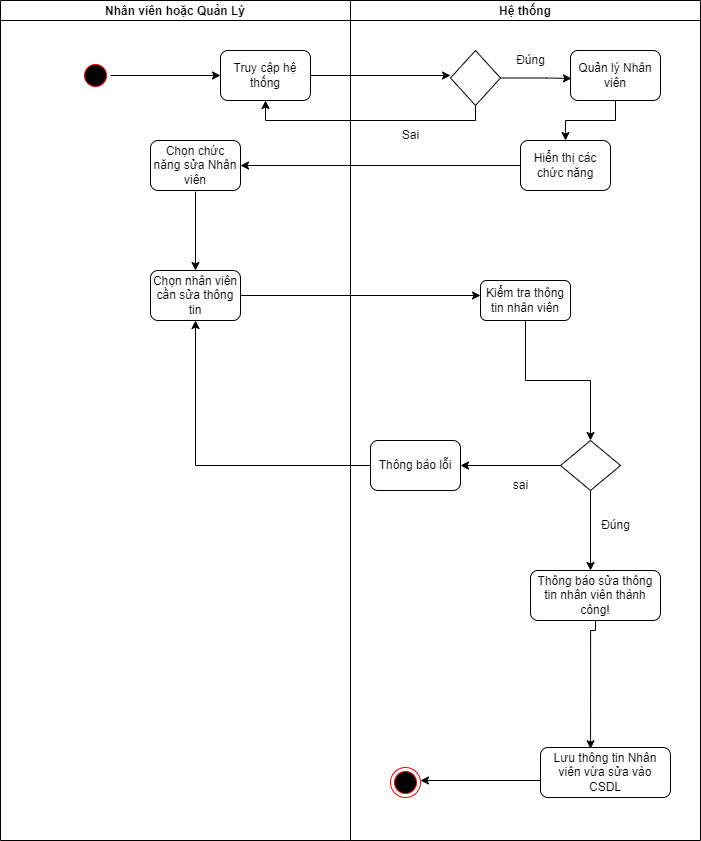 Nhân viên hoặc Quản Lý
Hệ thống
Truy cập hệ
thống
Đúng
Quản lý Nhân
viên
Sai
Chọn chức
năng sửa Nhân
viên
Hiển thị các
chức năng
Chọn nhân viên
cần sửa thông
tin
Kiểm tra thông
tin nhân viên
Thông báo lỗi
sai
Đúng
Thông báo sửa thông
tin nhân viên thành
công!
Lưu thông tin Nhân
viên vừa sửa vào
CSDL